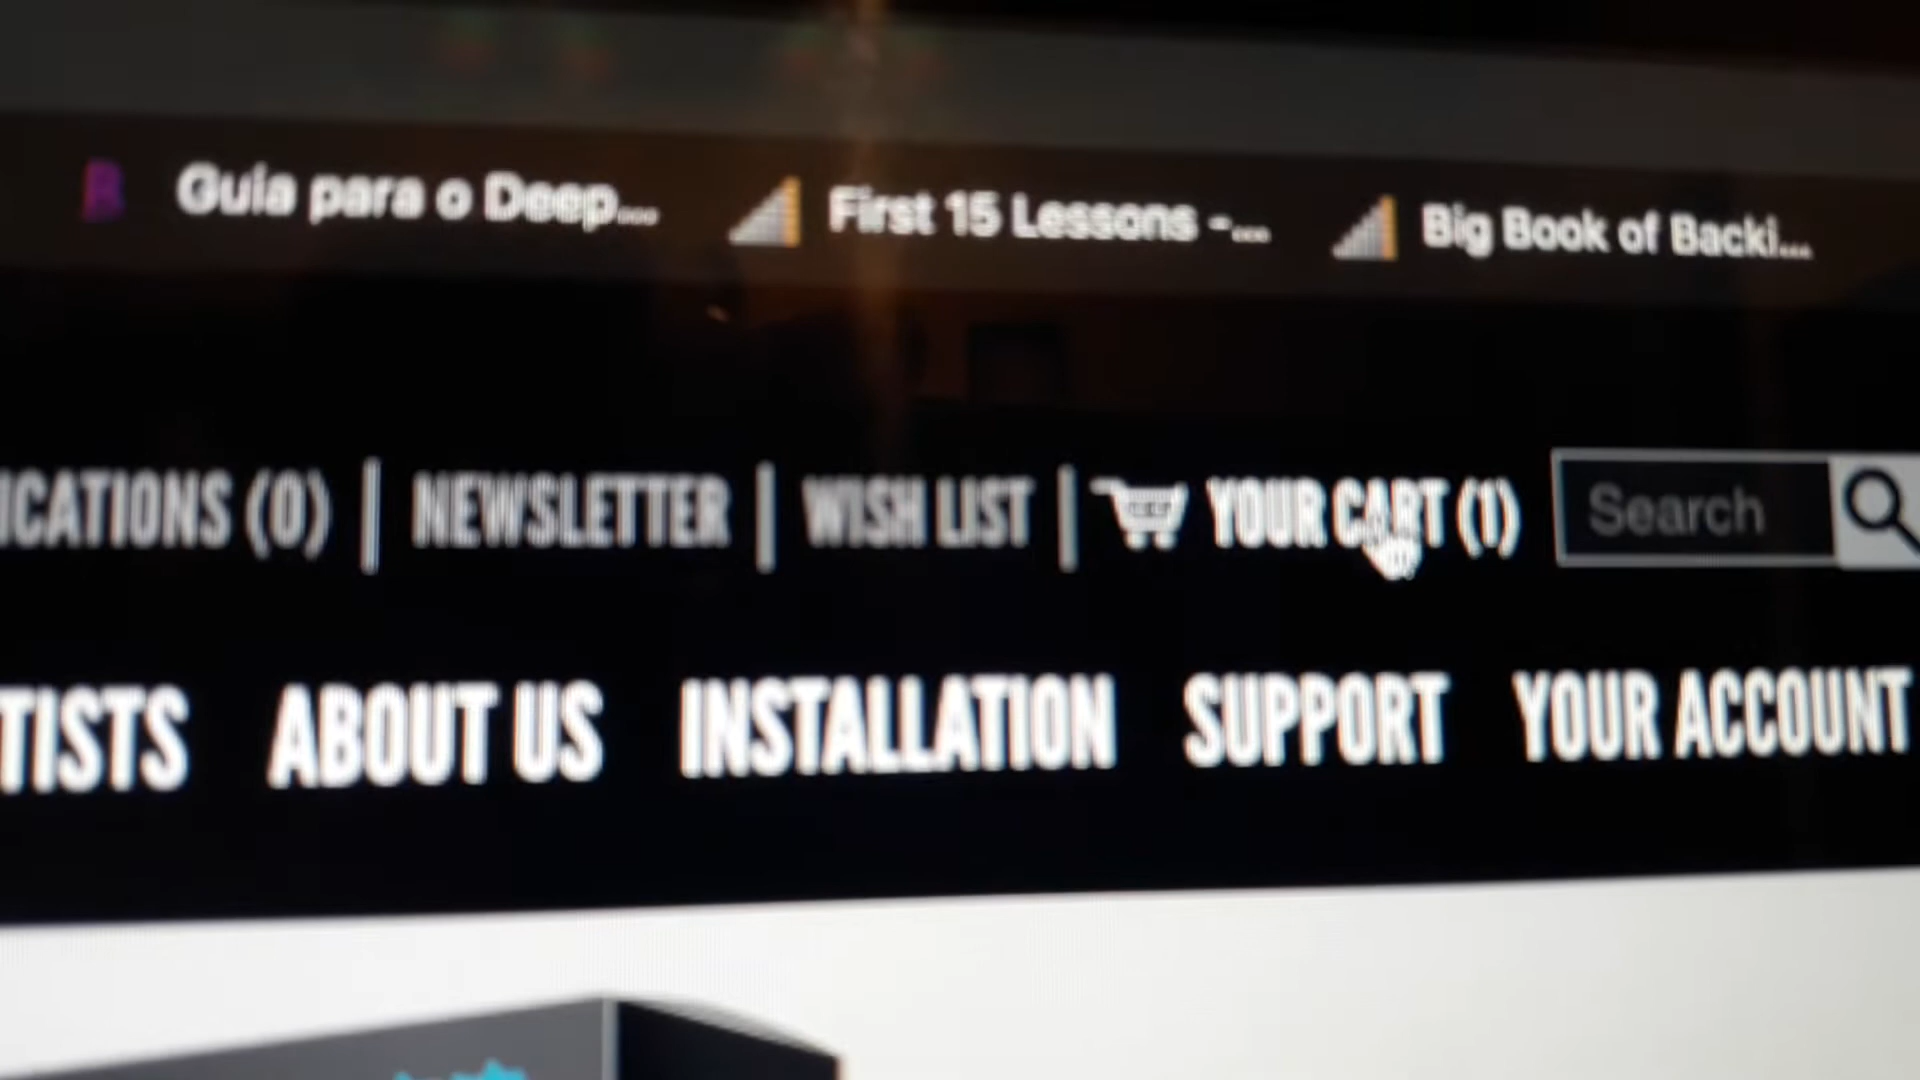 Guia para o Deep...
First 15 Lessons -...
Big Book of Backi...
ICATIONS (0) | NEWSLETTER | WISH LIST | YOUR CART (1)
Search
TISTS ABOUT US INSTALLATION SUPPORT YOUR ACCOUNT